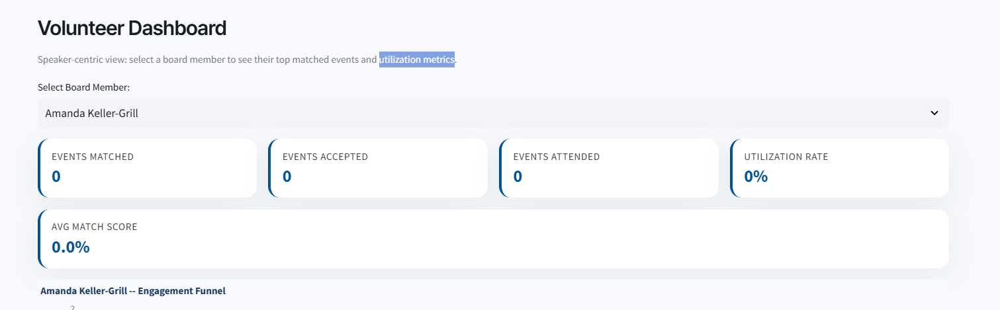 Volunteer Dashboard
Speaker-centric view: select a board member to see their top matched events and utilization metrics.
Select Board Member:
Amanda Keller-Grill
EVENTS MATCHED
0
EVENTS ACCEPTED
0
EVENTS ATTENDED
0
UTILIZATION RATE
0%
AVG MATCH SCORE
0.0%
Amanda Keller-Grill -- Engagement Funnel
2